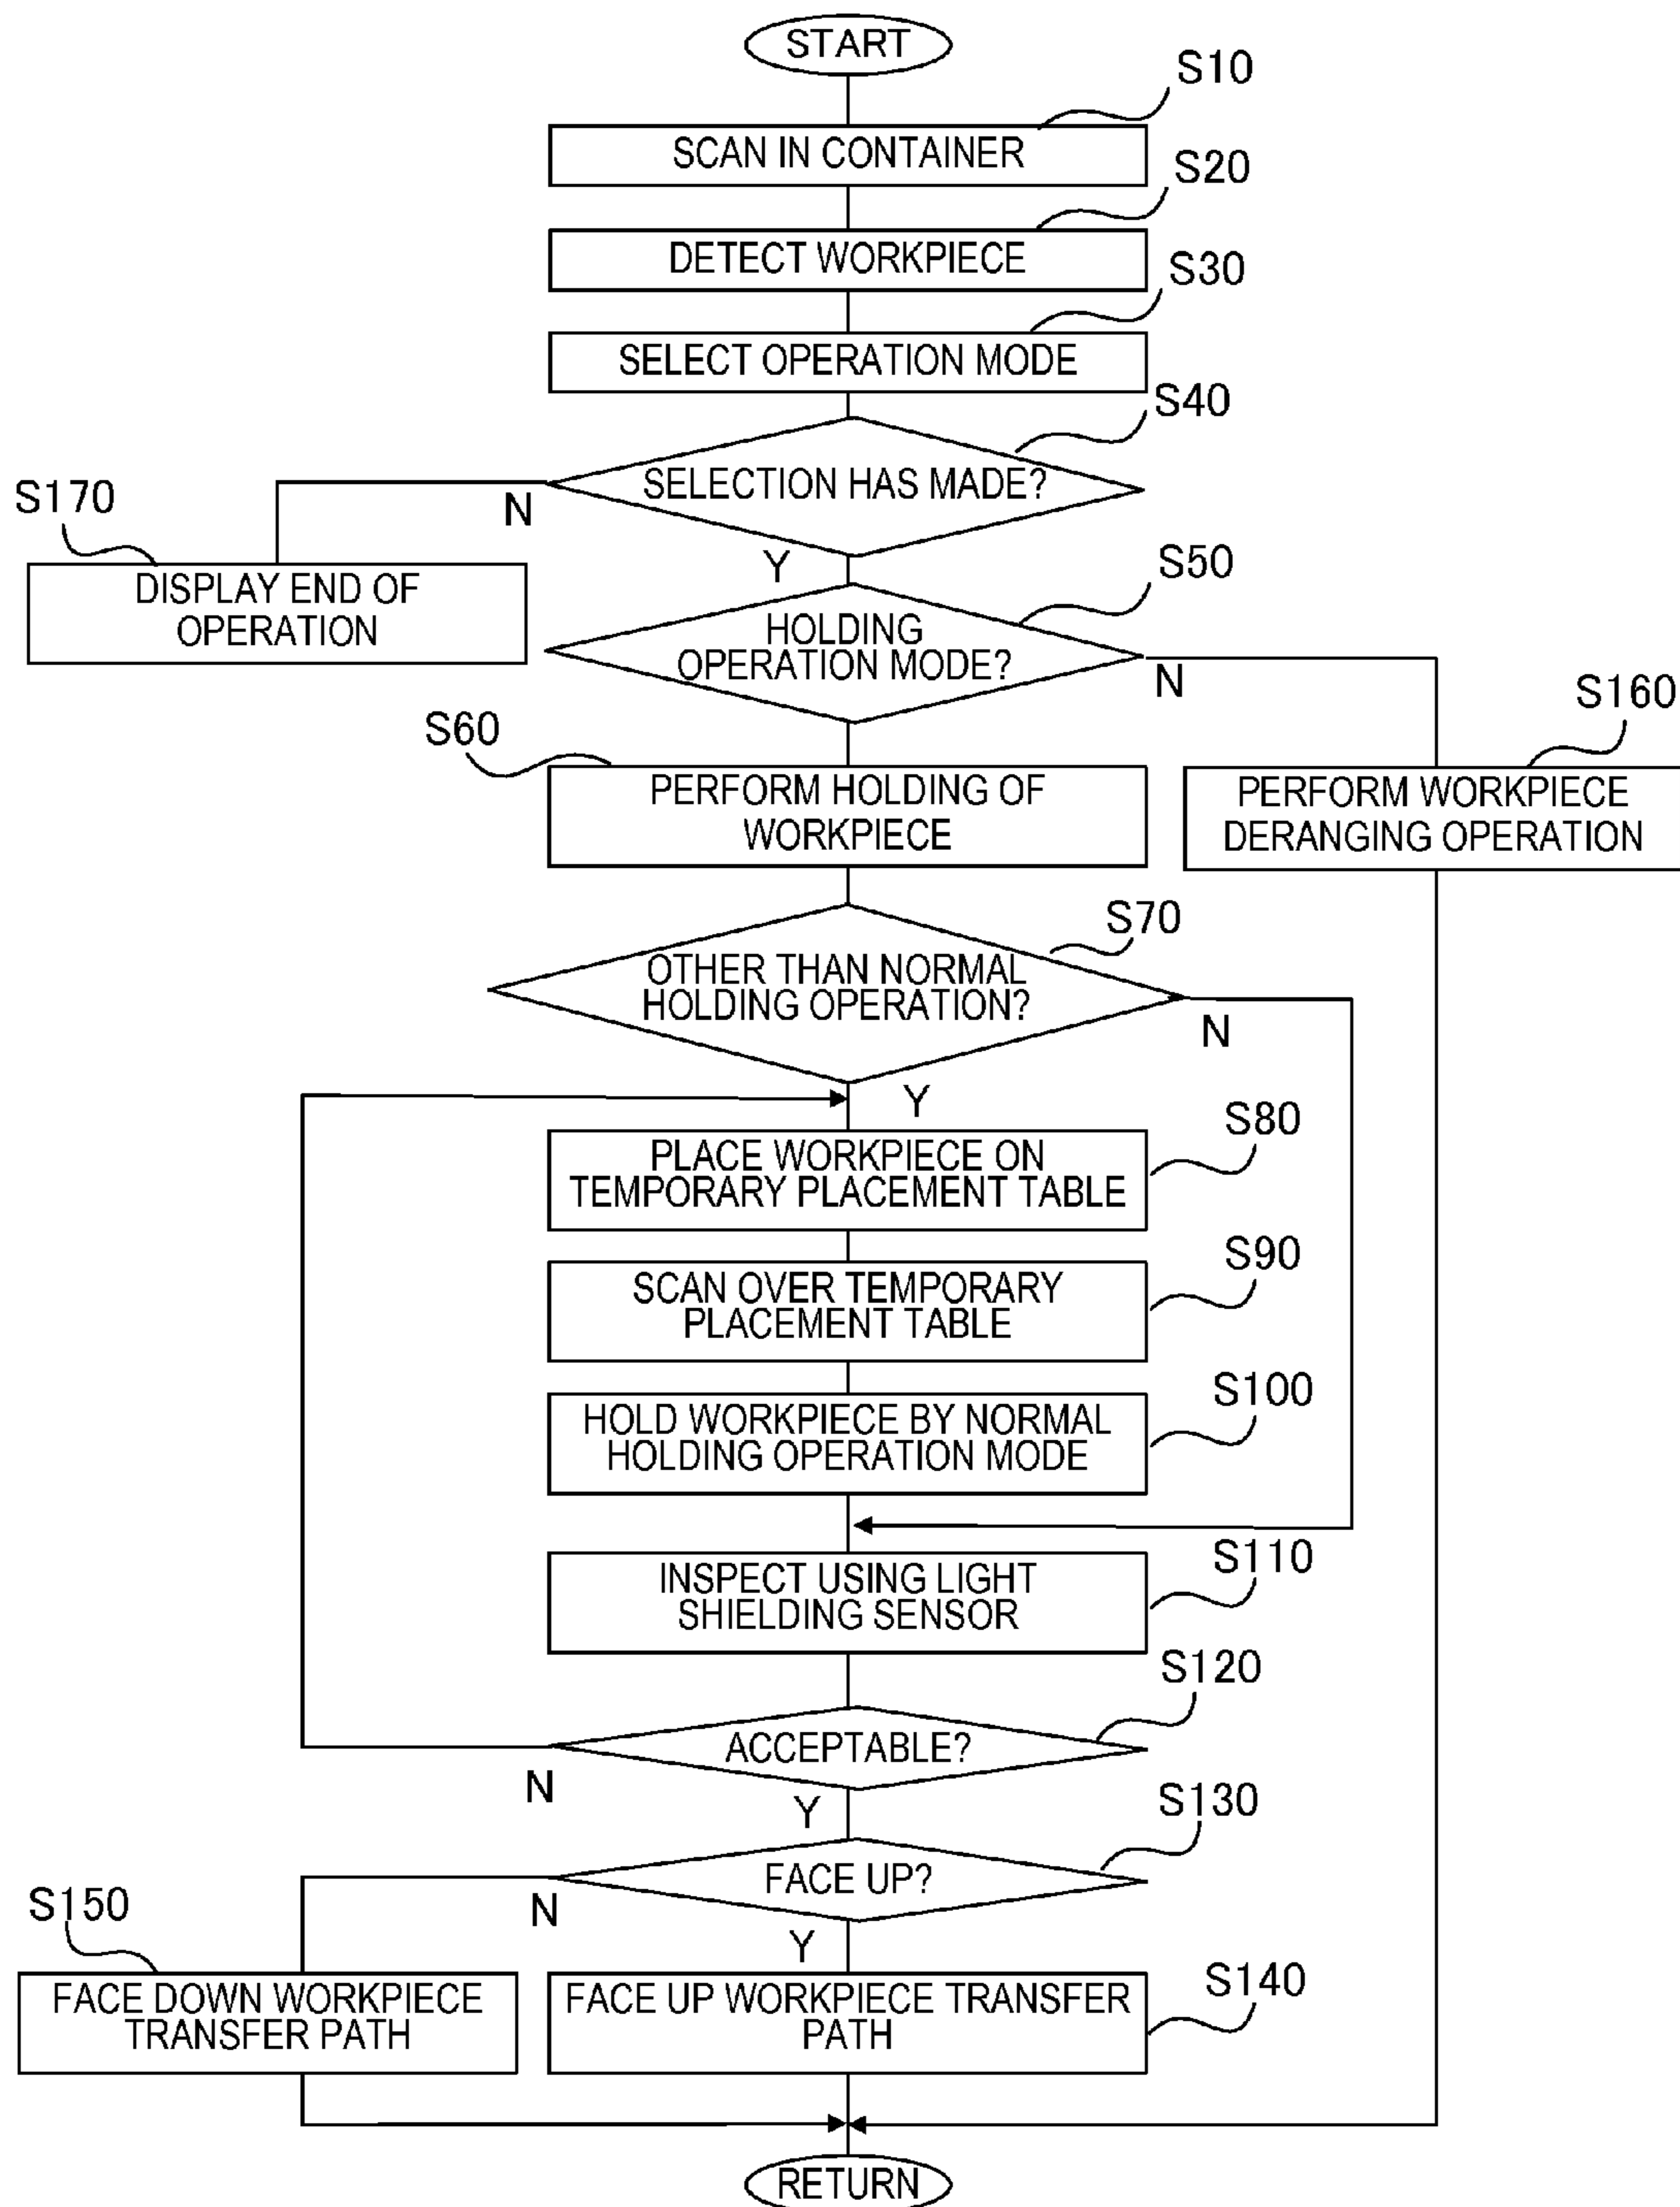 START
S10
SCAN IN CONTAINER
S20
DETECT WORKPIECE
S30
SELECT OPERATION MODE
S40
SELECTION HAS MADE?
N
Y
S170
DISPLAY END OF
OPERATION
S50
HOLDING
OPERATION MODE?
N
S160
PERFORM WORKPIECE
DERANGING OPERATION
S60
PERFORM HOLDING OF
WORKPIECE
S70
OTHER THAN NORMAL
HOLDING OPERATION?
N
Y
S80
PLACE WORKPIECE ON
TEMPORARY PLACEMENT TABLE
S90
SCAN OVER TEMPORARY
PLACEMENT TABLE
S100
HOLD WORKPIECE BY NORMAL
HOLDING OPERATION MODE
S110
INSPECT USING LIGHT
SHIELDING SENSOR
S120
ACCEPTABLE?
N
Y
S130
FACE UP?
N
Y
S150
FACE DOWN WORKPIECE
TRANSFER PATH
S140
FACE UP WORKPIECE TRANSFER
PATH
RETURN